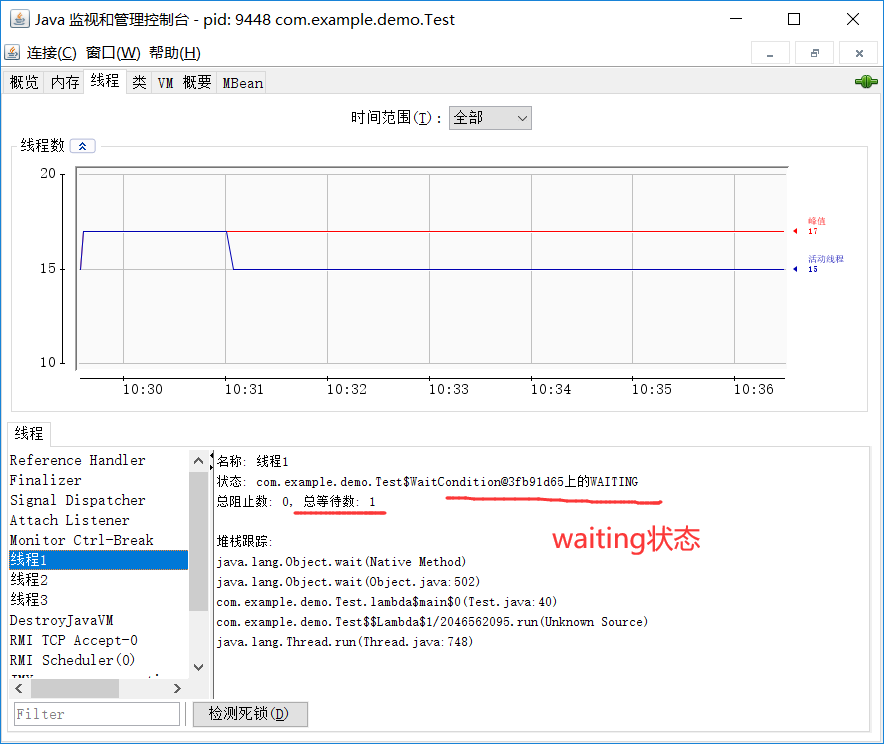 Java 监视和管理控制台 - pid: 9448 com.example.demo.Test
连接(C) 窗口(W) 帮助(H)
概览 内存 线程 类 VM 概要 MBean
时间范围(T): 全部
线程数
20
15
10
峰值
17
活动线程
15
10:30 10:31 10:32 10:33 10:34 10:35 10:36
线程
Reference Handler
Finalizer
Signal Dispatcher
Attach Listener
Monitor Ctrl-Break
线程1
线程2
线程3
DestroyJavaVM
RMI TCP Accept-0
RMI Scheduler(0)
Filter
名称: 线程1
状态: com.example.demo.Test$WaitCondition@3fb91d65上的WAITING
总阻止数: 0, 总等待数: 1
waiting状态
堆栈跟踪:
java.lang.Object.wait(Native Method)
java.lang.Object.wait(Object.java:502)
com.example.demo.Test.lambda$main$0(Test.java:40)
com.example.demo.Test$$Lambda$1/2046562095.run(Unknown Source)
java.lang.Thread.run(Thread.java:748)
检测死锁(D)